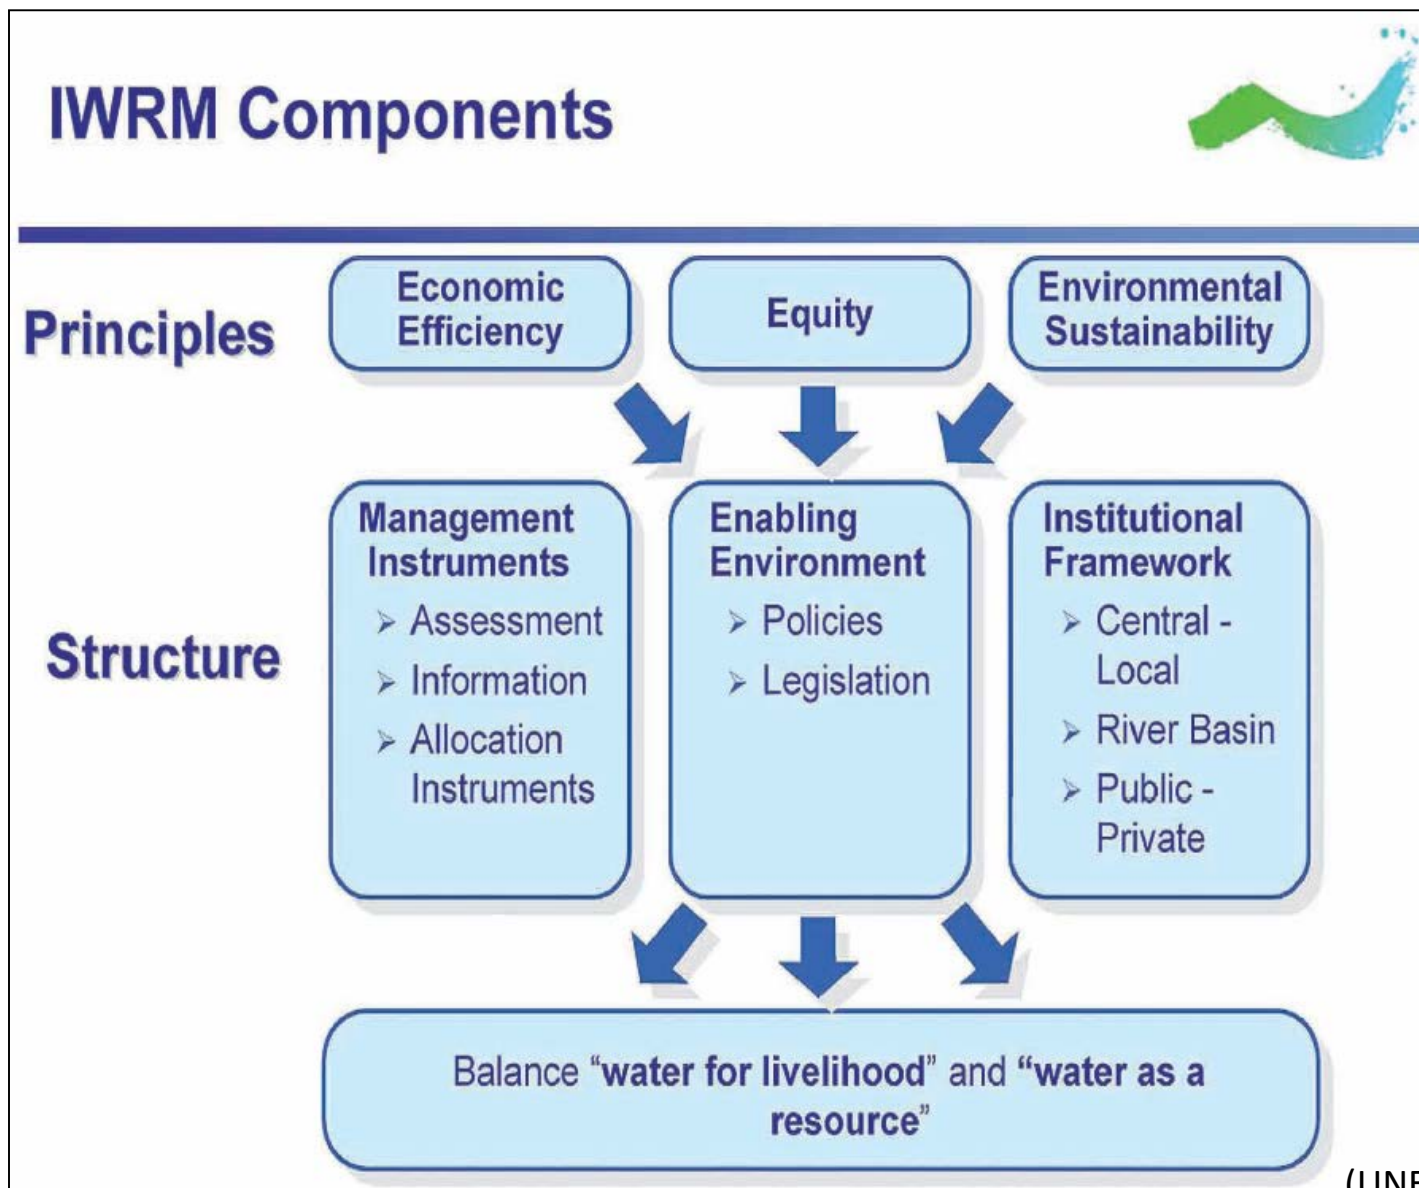 IWRM Components
Principles
Economic
Efficiency
Equity
Environmental
Sustainability
Structure
Management
Instruments
➢ Assessment
➢ Information
➢ Allocation
Instruments
Enabling
Environment
➢ Policies
➢ Legislation
Institutional
Framework
➢ Central -
Local
➢ River Basin
➢ Public -
Private
Balance “water for livelihood” and “water as a
resource”